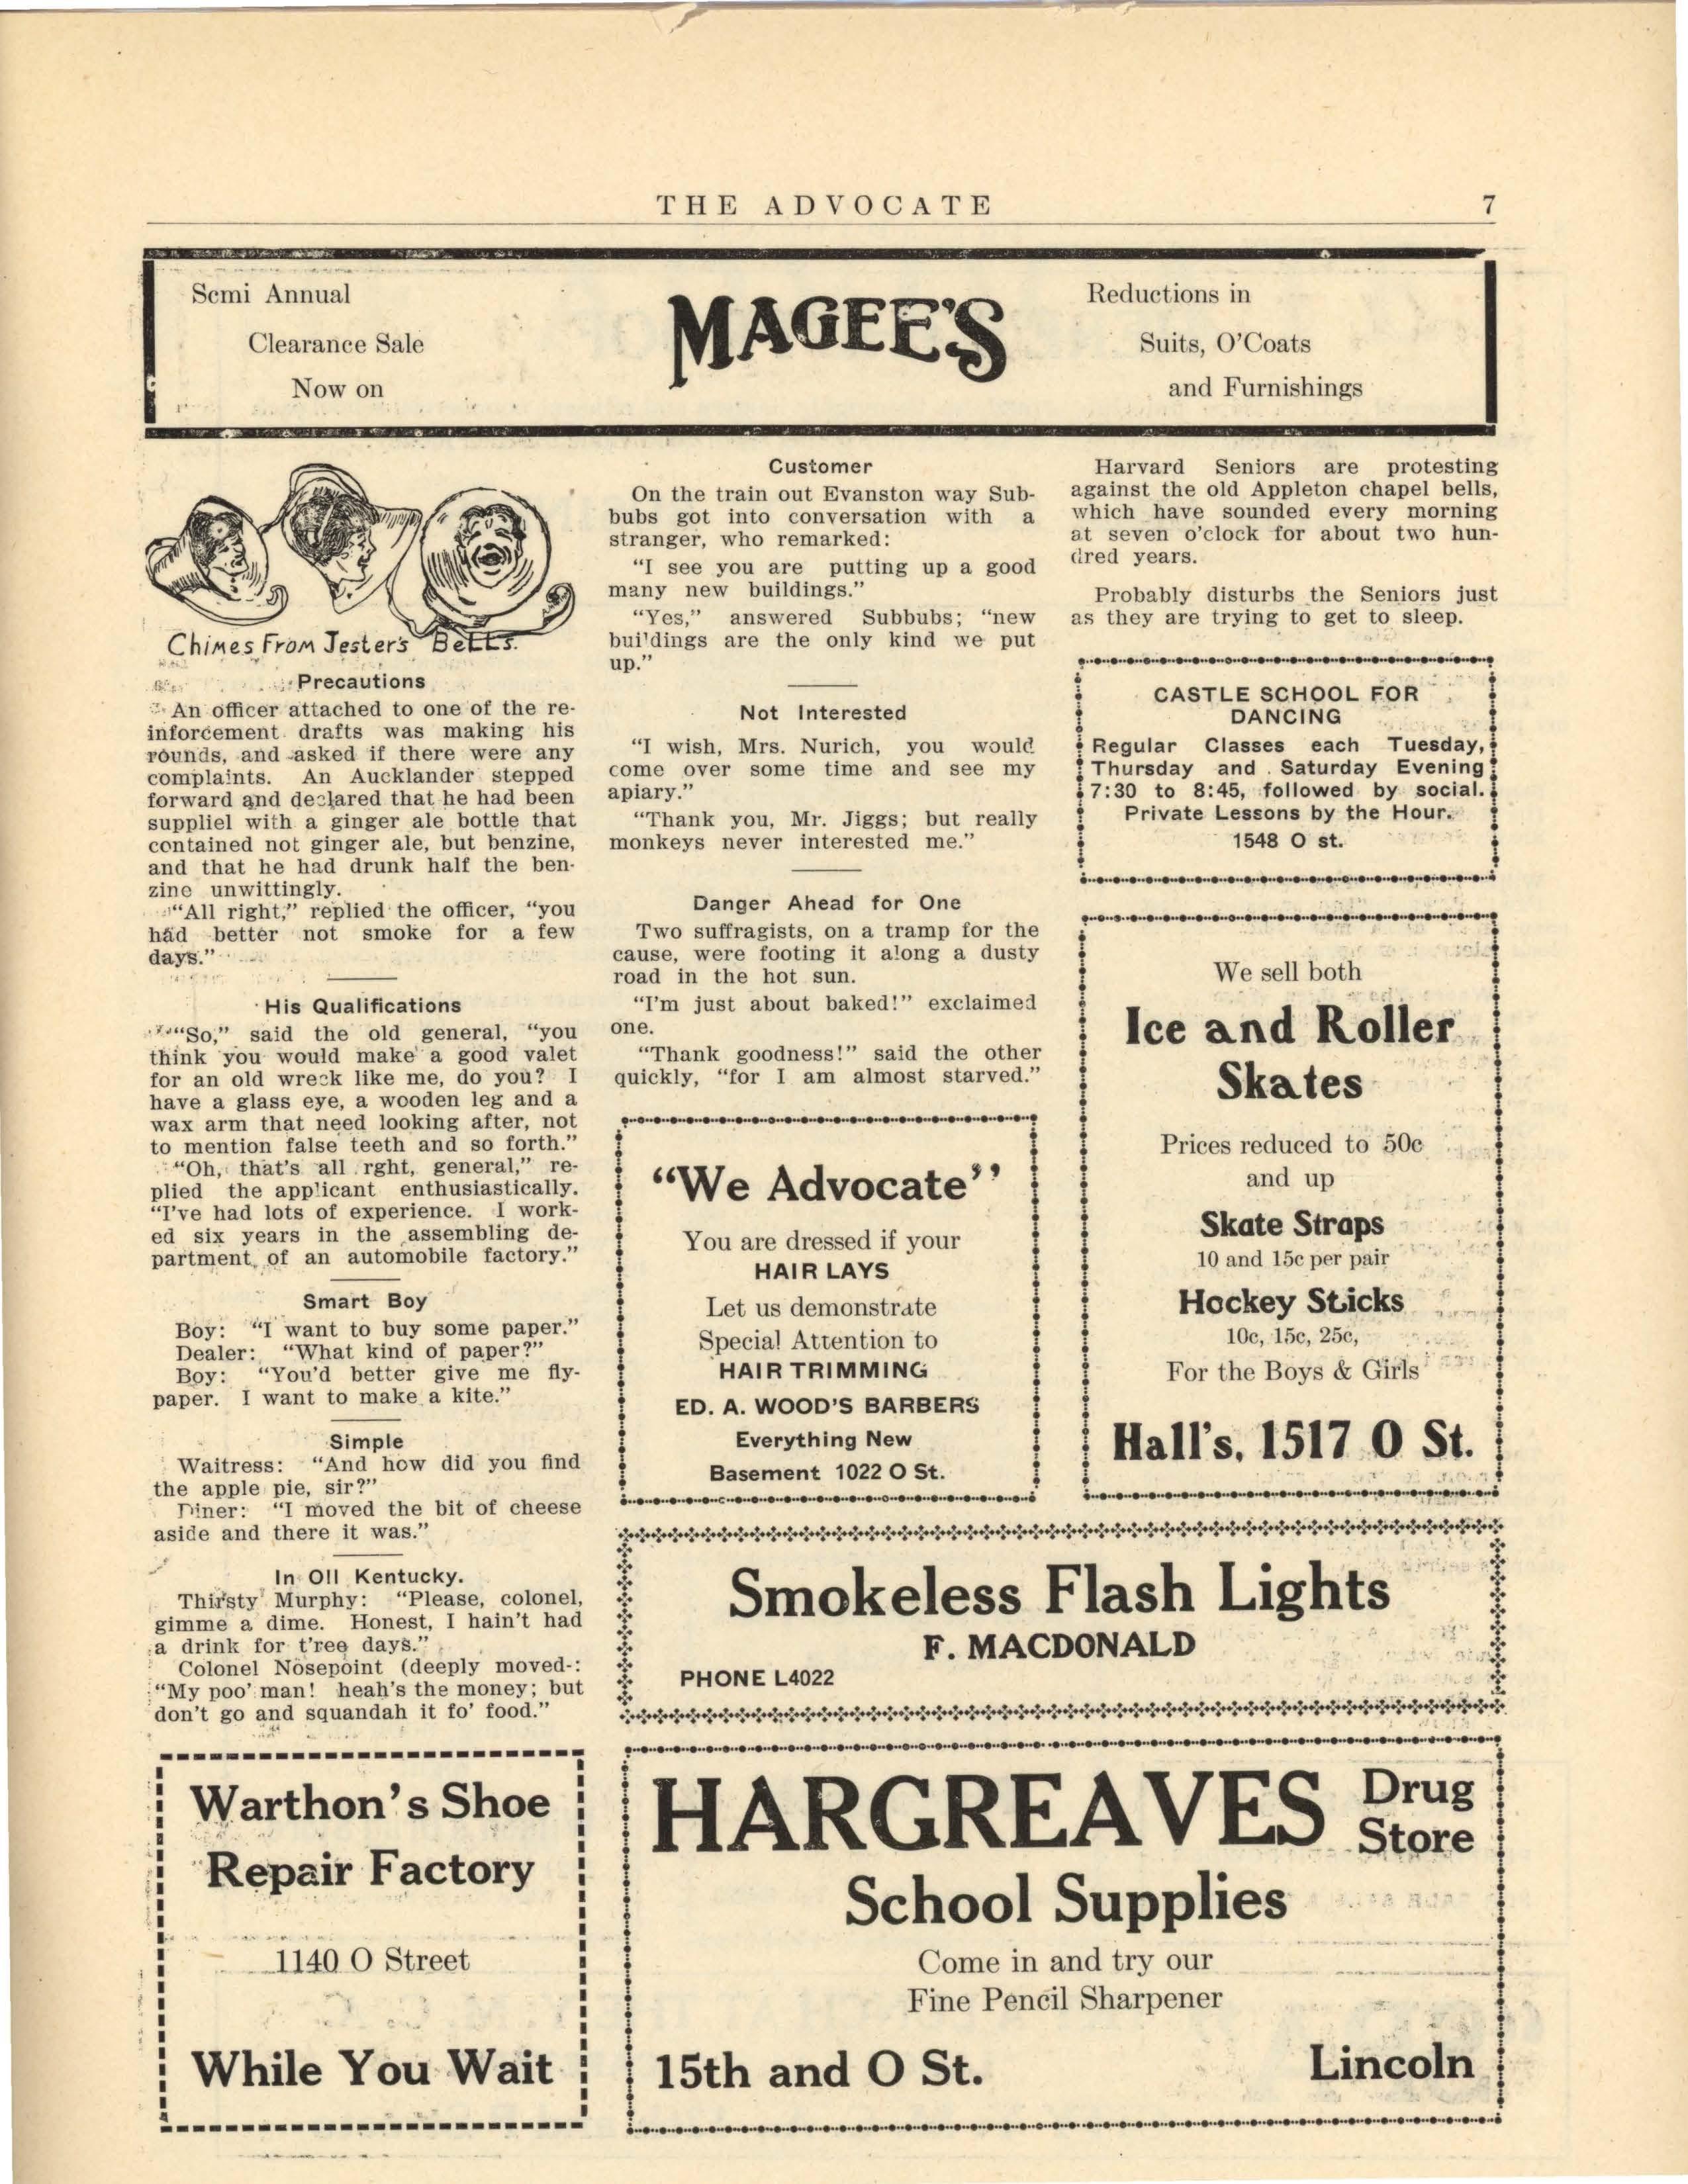 THE ADVOCATE
7
Semi Annual
Clearance Sale
Now on
MAGEE'S
Reductions in
Suits, O'Coats
and Furnishings
Chimes From Jester's Bells.
Precautions
An officer attached to one of the re-
inforcement drafts was making his
rounds, and asked if there were any
complaints. An Aucklander stepped
forward and declared that he had been
suppliel with a ginger ale bottle that
contained not ginger ale, but benzine,
and that he had drunk half the ben-
zine unwittingly.
"All right," replied the officer, "you
had better not smoke for a few
days."
His Qualifications
"So," said the old general, "you
think you would make a good valet
for an old wreck like me, do you? I
have a glass eye, a wooden leg and a
wax arm that need looking after, not
to mention false teeth and so forth."
"Oh, that's all rght, general," re-
plied the applicant enthusiastically.
"I've had lots of experience. I work-
ed six years in the assembling de-
partment of an automobile factory."
Smart Boy
Boy: "I want to buy some paper."
Dealer: "What kind of paper?"
Boy: "You'd better give me fly-
paper. I want to make a kite."
Simple
Waitress: "And how did you find
the apple pie, sir?"
Diner: "I moved the bit of cheese
aside and there it was."
In Oll Kentucky.
Thirsty Murphy: "Please, colonel,
gimme a dime. Honest, I hain't had
a drink for t'ree days."
Colonel Nosepoint (deeply moved-:
"My poo' man! heah's the money; but
don't go and squandah it fo' food."
Warthon's Shoe
Repair Factory
1140 O Street
While You Wait
Customer
On the train out Evanston way Sub-
bubs got into conversation with a
stranger, who remarked:
"I see you are putting up a good
many new buildings."
"Yes," answered Subbubs; "new
buildings are the only kind we put
up."
Not Interested
"I wish, Mrs. Nurich, you would
come over some time and see my
apiary."
"Thank you, Mr. Jiggs; but really
monkeys never interested me."
Danger Ahead for One
Two suffragists, on a tramp for the
cause, were footing it along a dusty
road in the hot sun.
"I'm just about baked!" exclaimed
one.
"Thank goodness!" said the other
quickly, "for I am almost starved."
"We Advocate"
You are dressed if your
HAIR LAYS
Let us demonstrate
Special Attention to
HAIR TRIMMING
ED. A. WOOD'S BARBERS
Everything New
Basement 1022 O St.
Harvard Seniors are protesting
against the old Appleton chapel bells,
which have sounded every morning
at seven o'clock for about two hun-
dred years.
Probably disturbs the Seniors just
as they are trying to get to sleep.
CASTLE SCHOOL FOR
DANCING
Regular Classes each Tuesday,
Thursday and Saturday Evening
7:30 to 8:45, followed by social.
Private Lessons by the Hour.
1548 O st.
We sell both
Ice and Roller
Skates
Prices reduced to 50c
and up
Skate Straps
10 and 15c per pair
Hockey Sticks
10c, 15c, 25c,
For the Boys & Girls
Hall's, 1517 O St.
Smokeless Flash Lights
F. MACDONALD
PHONE L4022
HARGREAVES Drug
Store
School Supplies
Come in and try our
Fine Pencil Sharpener
15th and O St.
Lincoln